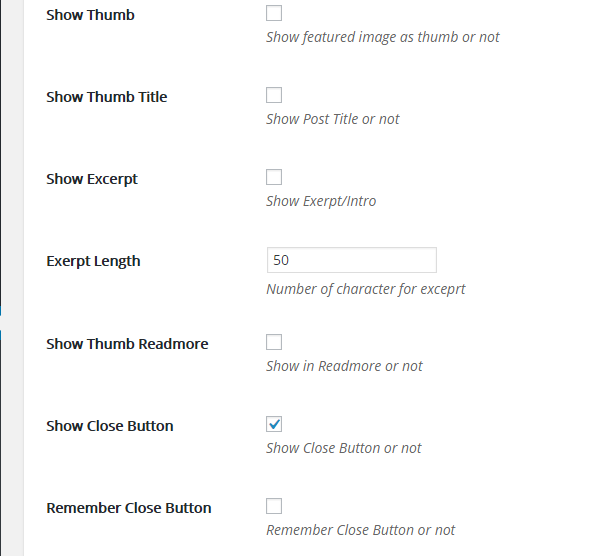 Show Thumb
Show featured image as thumb or not
Show Thumb Title
Show Post Title or not
Show Excerpt
Show Exerpt/Intro
Exerpt Length
50
Number of character for exceprt
Show Thumb Readmore
Show in Readmore or not
Show Close Button
Show Close Button or not
Remember Close Button
Remember Close Button or not